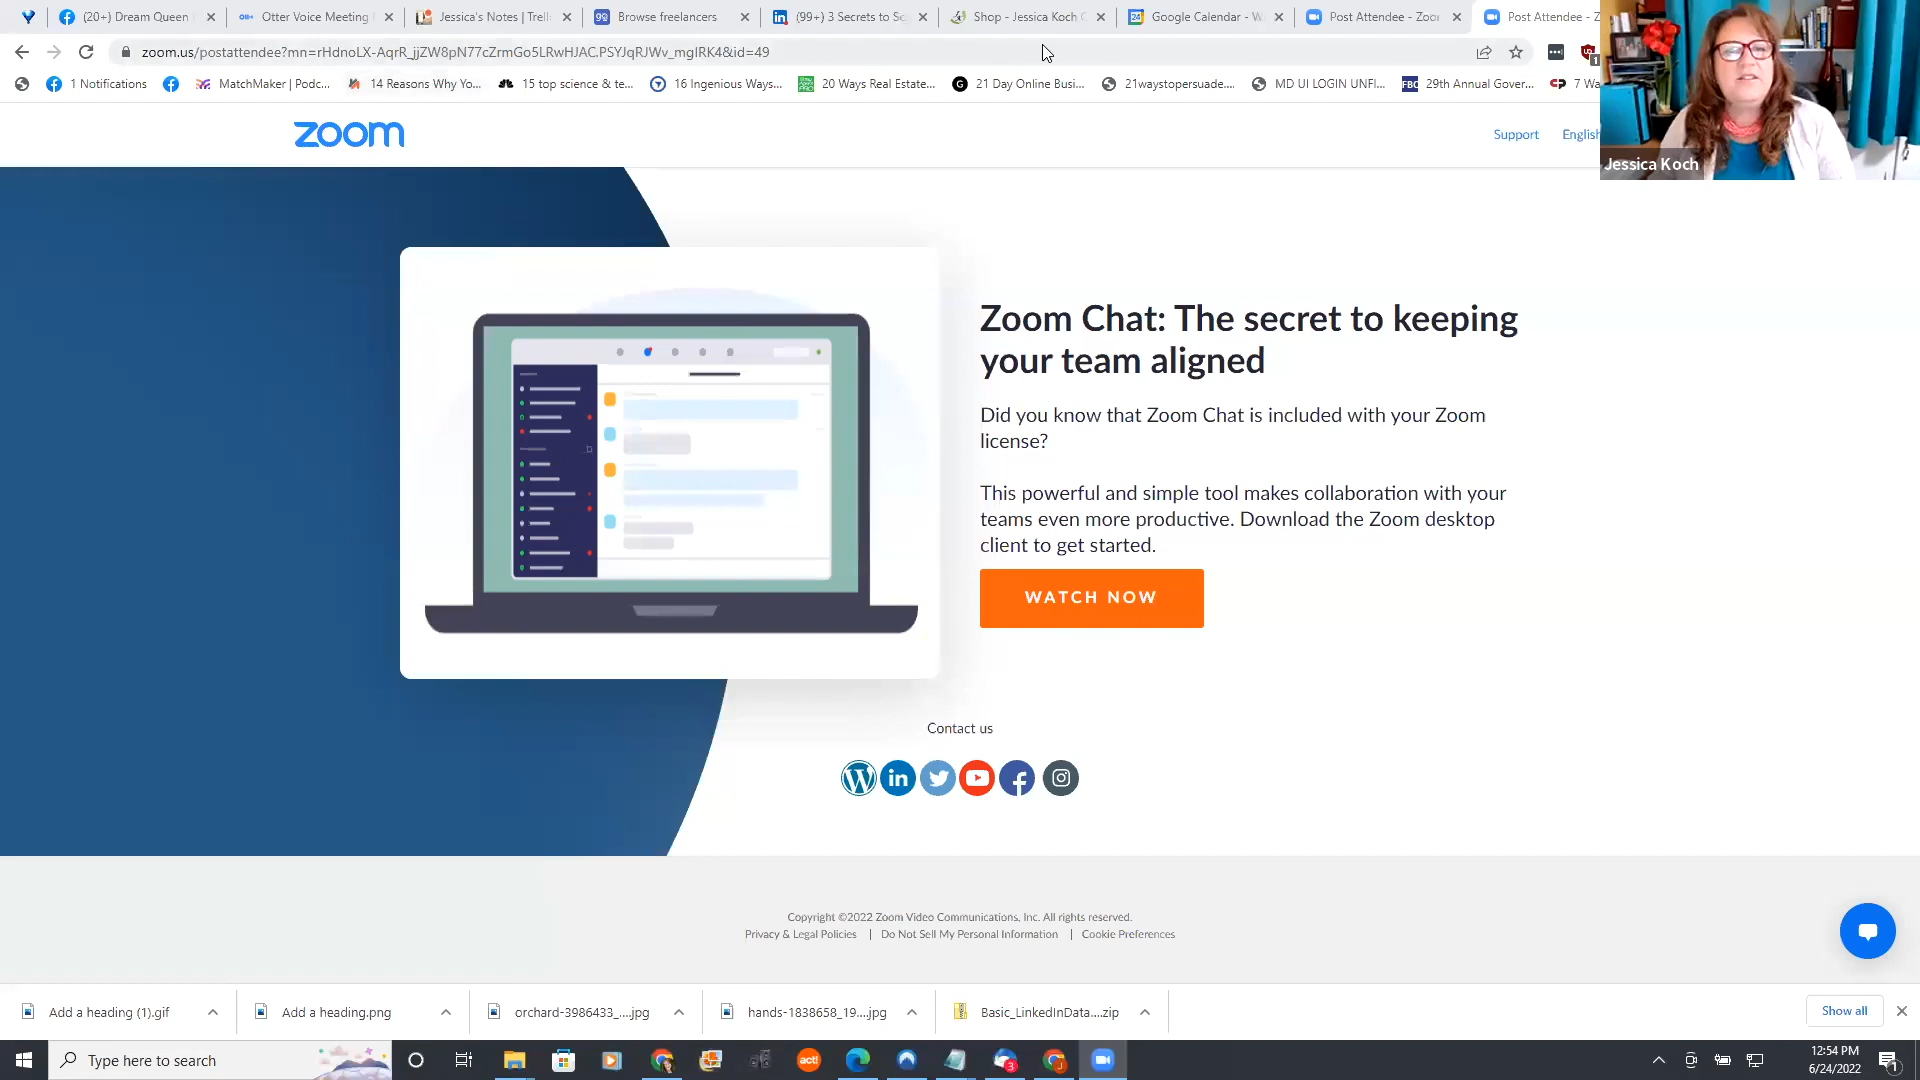 (20+) Dream Queen
Otter Voice Meeting
Jessica's Notes | Trell
Browse freelancers
(99+) 3 Secrets to Sc
Shop - Jessica Koch C
Google Calendar - W
Post Attendee - Zoo
Post Attendee - Z
zoom.us/postattendee?mn=rHdnoLX-AqrR_jjZW8pN77cZrmGo5LRwHJAC.PSYJqRJWv_mgIRK4&id=49
1 Notifications
MatchMaker | Podc...
14 Reasons Why Yo...
15 top science & te...
16 Ingenious Ways...
20 Ways Real Estate...
21 Day Online Busi...
21waystopersuade....
MD UI LOGIN UNFI...
29th Annual Gover...
7 Wa
zoom
Support
English
Jessica Koch
Zoom Chat: The secret to keeping
your team aligned
Did you know that Zoom Chat is included with your Zoom
license?
This powerful and simple tool makes collaboration with your
teams even more productive. Download the Zoom desktop
client to get started.
WATCH NOW
Contact us
Copyright ©2022 Zoom Video Communications, Inc. All rights reserved.
Privacy & Legal Policies | Do Not Sell My Personal Information | Cookie Preferences
Add a heading (1).gif
Add a heading.png
orchard-3986433_....jpg
hands-1838658_19...jpg
Basic_LinkedInData....zip
Show all
Type here to search
act!
3
12:54 PM
6/24/2022
1